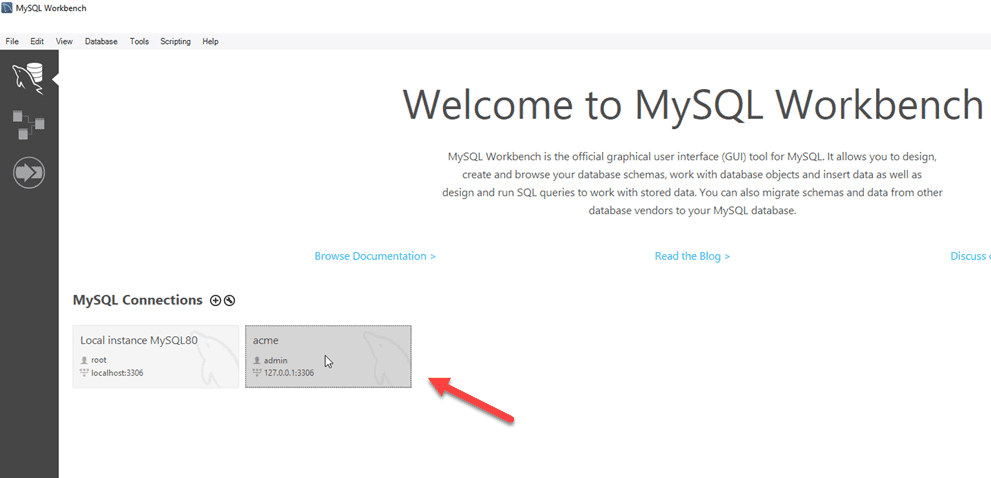 MySQL Workbench
File Edit View Database Tools Scripting Help
Welcome to MySQL Workbench
MySQL Workbench is the official graphical user interface (GUI) tool for MySQL. It allows you to design,
create and browse your database schemas, work with database objects and insert data as well as
design and run SQL queries to work with stored data. You can also migrate schemas and data from other
database vendors to your MySQL database.
Browse Documentation > Read the Blog > Discuss
MySQL Connections
Local instance MySQL80
root
localhost:3306
acme
admin
127.0.0.1:3306